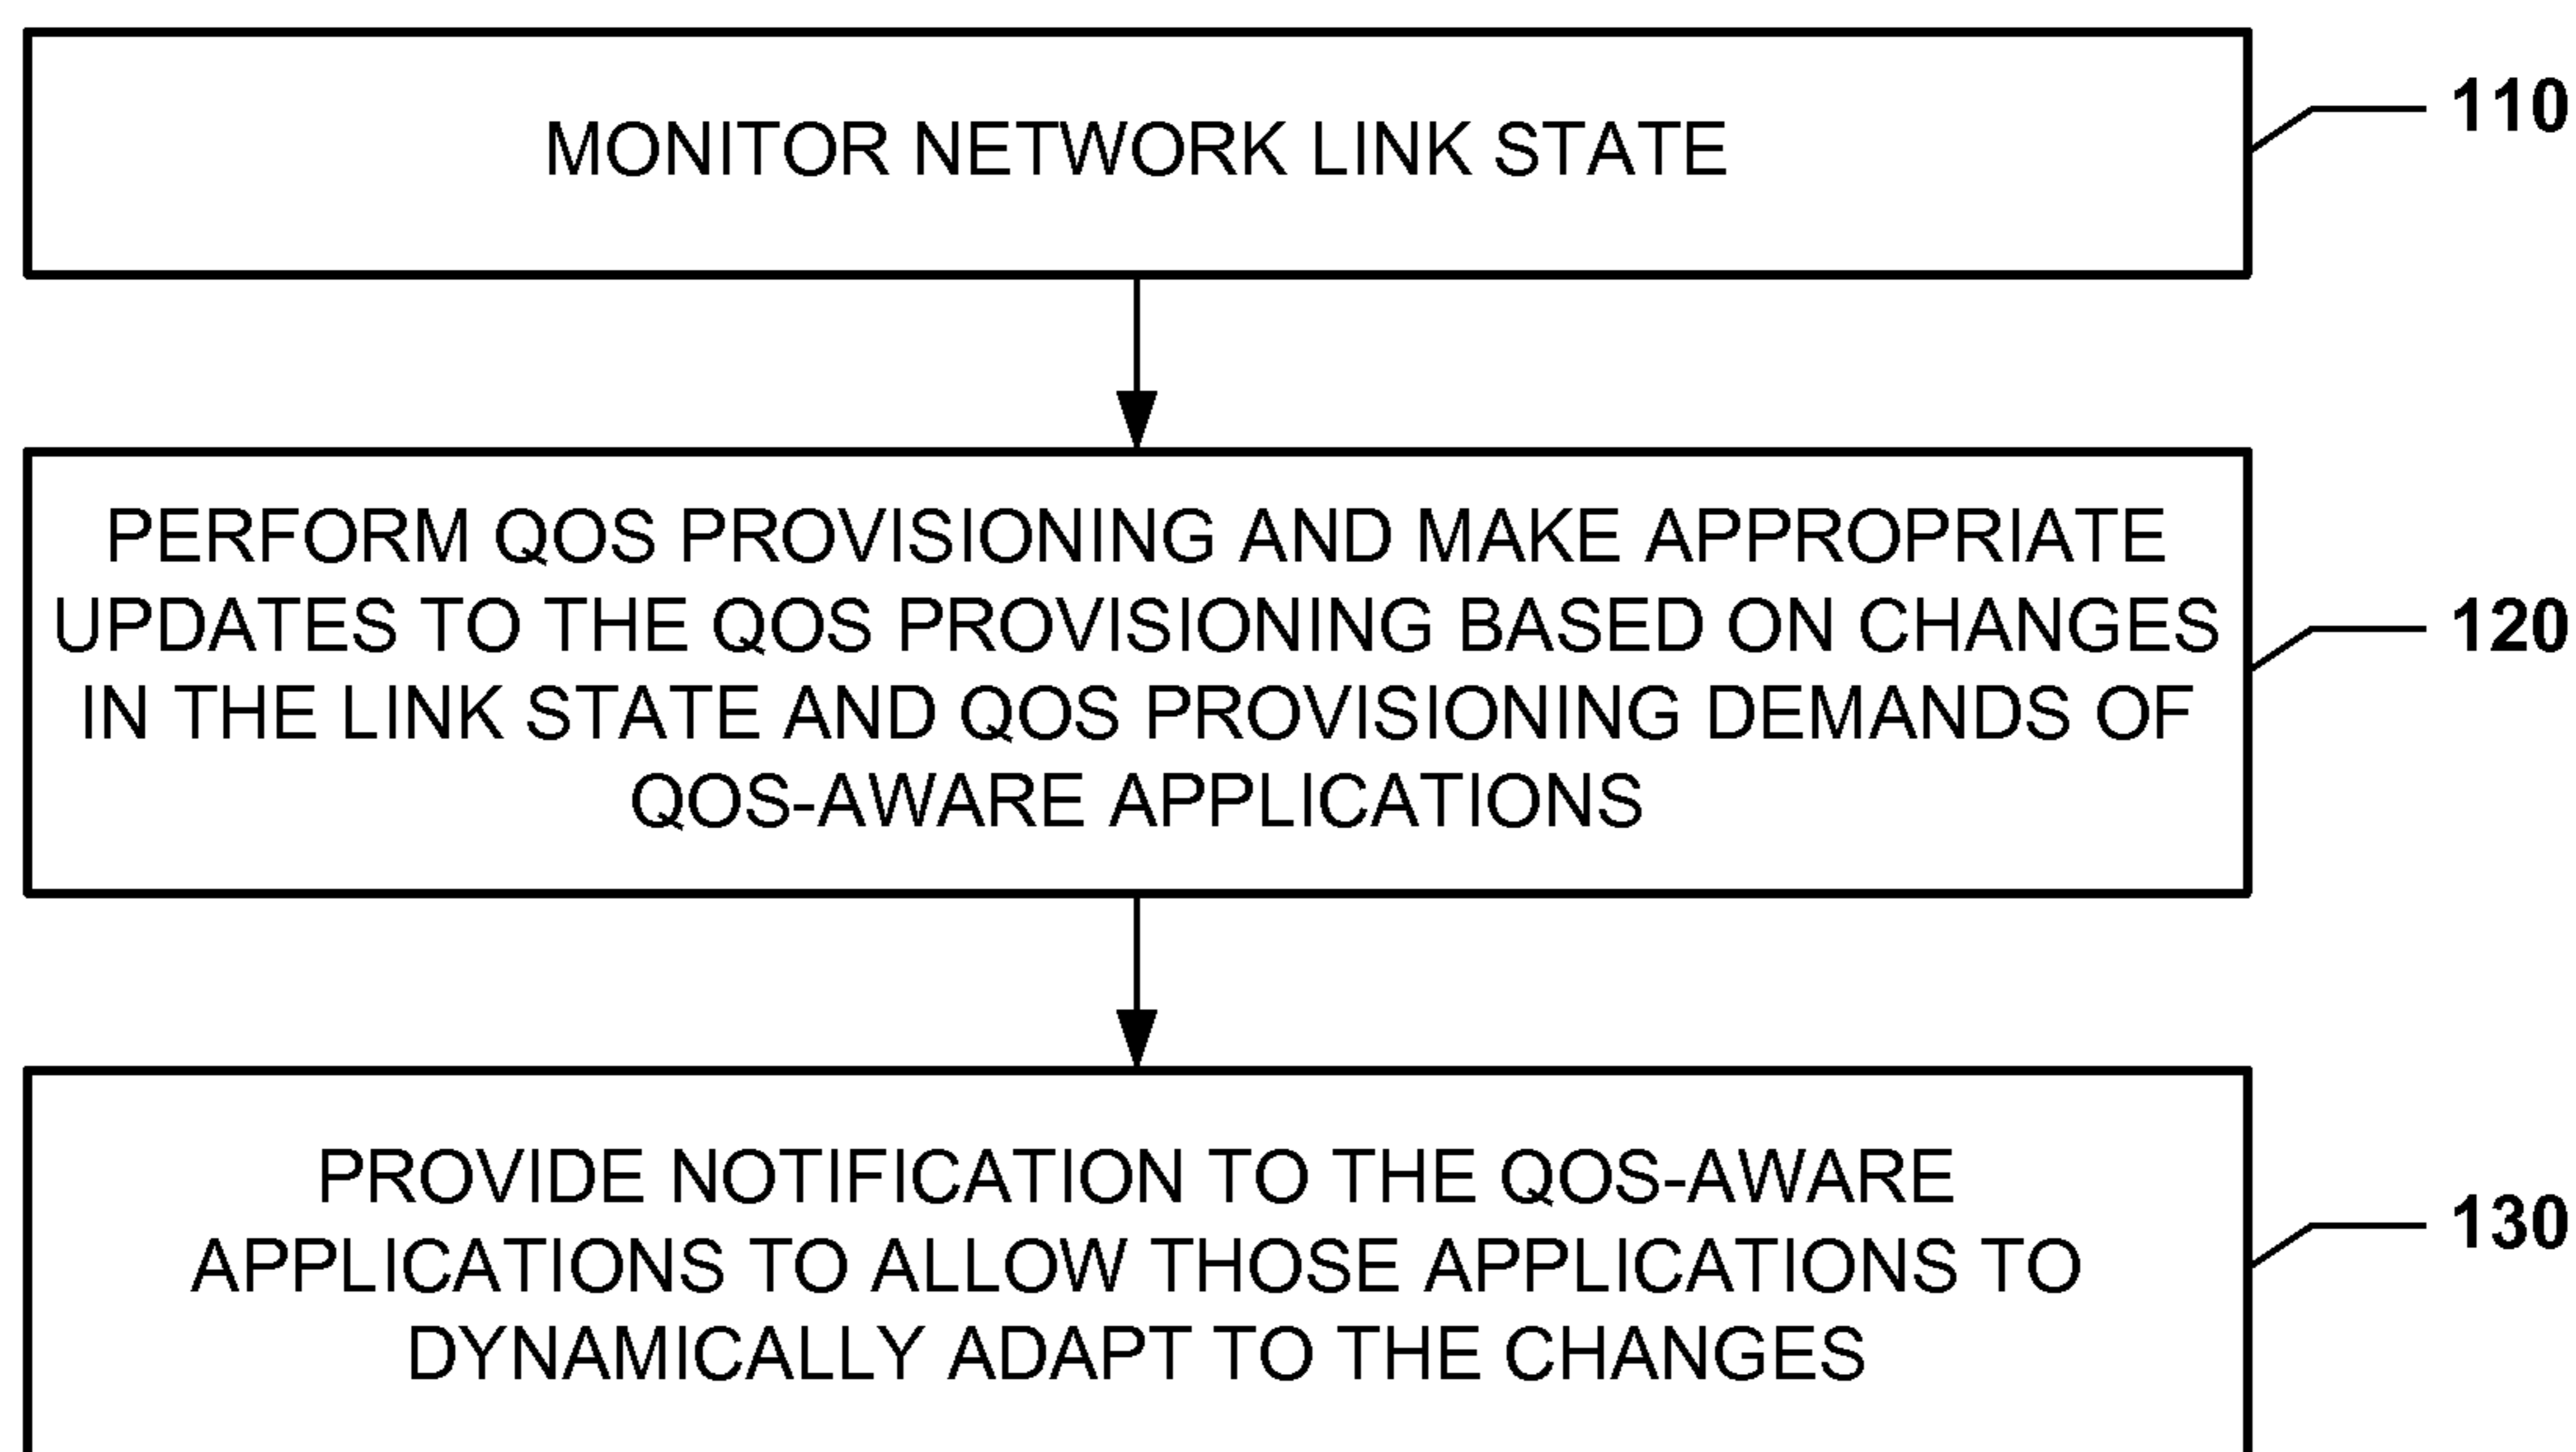 MONITOR NETWORK LINK STATE
110
PERFORM QOS PROVISIONING AND MAKE APPROPRIATE
UPDATES TO THE QOS PROVISIONING BASED ON CHANGES
IN THE LINK STATE AND QOS PROVISIONING DEMANDS OF
QOS-AWARE APPLICATIONS
120
PROVIDE NOTIFICATION TO THE QOS-AWARE
APPLICATIONS TO ALLOW THOSE APPLICATIONS TO
DYNAMICALLY ADAPT TO THE CHANGES
130